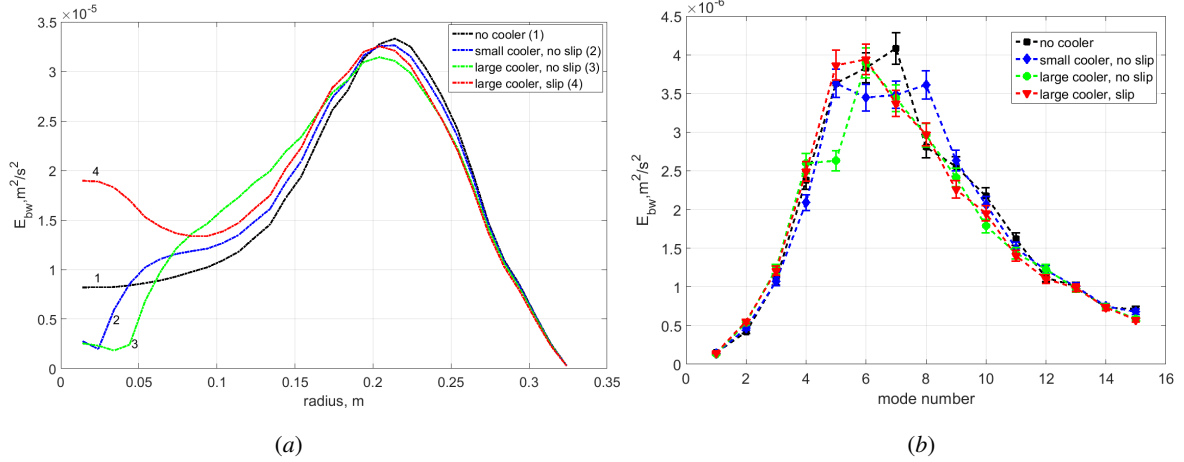 ×10⁻⁵
3.5
3
2.5
2
1.5
1
0.5
0
E_bw,m²/s²
no cooler (1)
small cooler, no slip (2)
large cooler, no slip (3)
large cooler, slip (4)
4
1
2
3
0 0.05 0.1 0.15 0.2 0.25 0.3 0.35
radius, m
(a)
×10⁻⁶
4.5
4
3.5
3
2.5
2
1.5
1
0.5
0
E_bw,m²/s²
no cooler
small cooler, no slip
large cooler, no slip
large cooler, slip
0 2 4 6 8 10 12 14 16
mode number
(b)